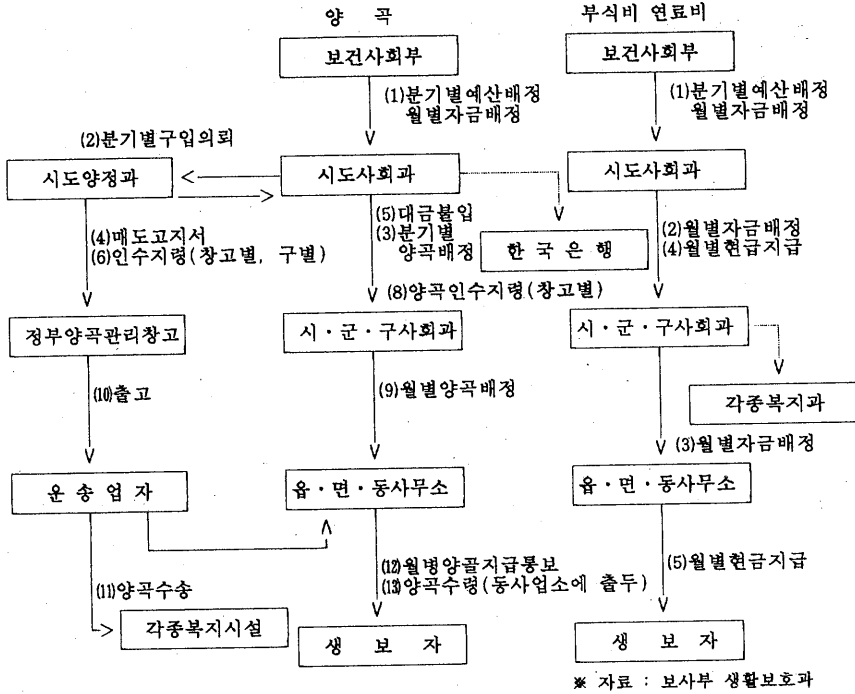 양 곡
부식비 연료비
보건사회부
보건사회부
(1)분기별예산배정
월별자금배정
(1)분기별예산배정
월별자금배정
(2)분기별구입의뢰
시도양정과
시도사회과
시도사회과
(4)매도고지서
(6)인수지령(창고별, 구별)
(5)대금불입
(3)분기별
양곡배정
한 국 은 행
(2)월별자금배정
(4)월별현급지급
(8)양곡인수지령(창고별)
정부양곡관리창고
시·군·구사회과
시·군·구사회과
(10)출고
(9)월별양곡배정
각종복지과
(3)월별자금배정
운 송 업 자
읍·면·동사무소
읍·면·동사무소
(11)양곡수송
(12)월병양골지급통보
(13)양곡수령(동사업소에 출두)
(5)월별현금지급
각종복지시설
생 보 자
생 보 자
※ 자료 : 보사부 생활보호과